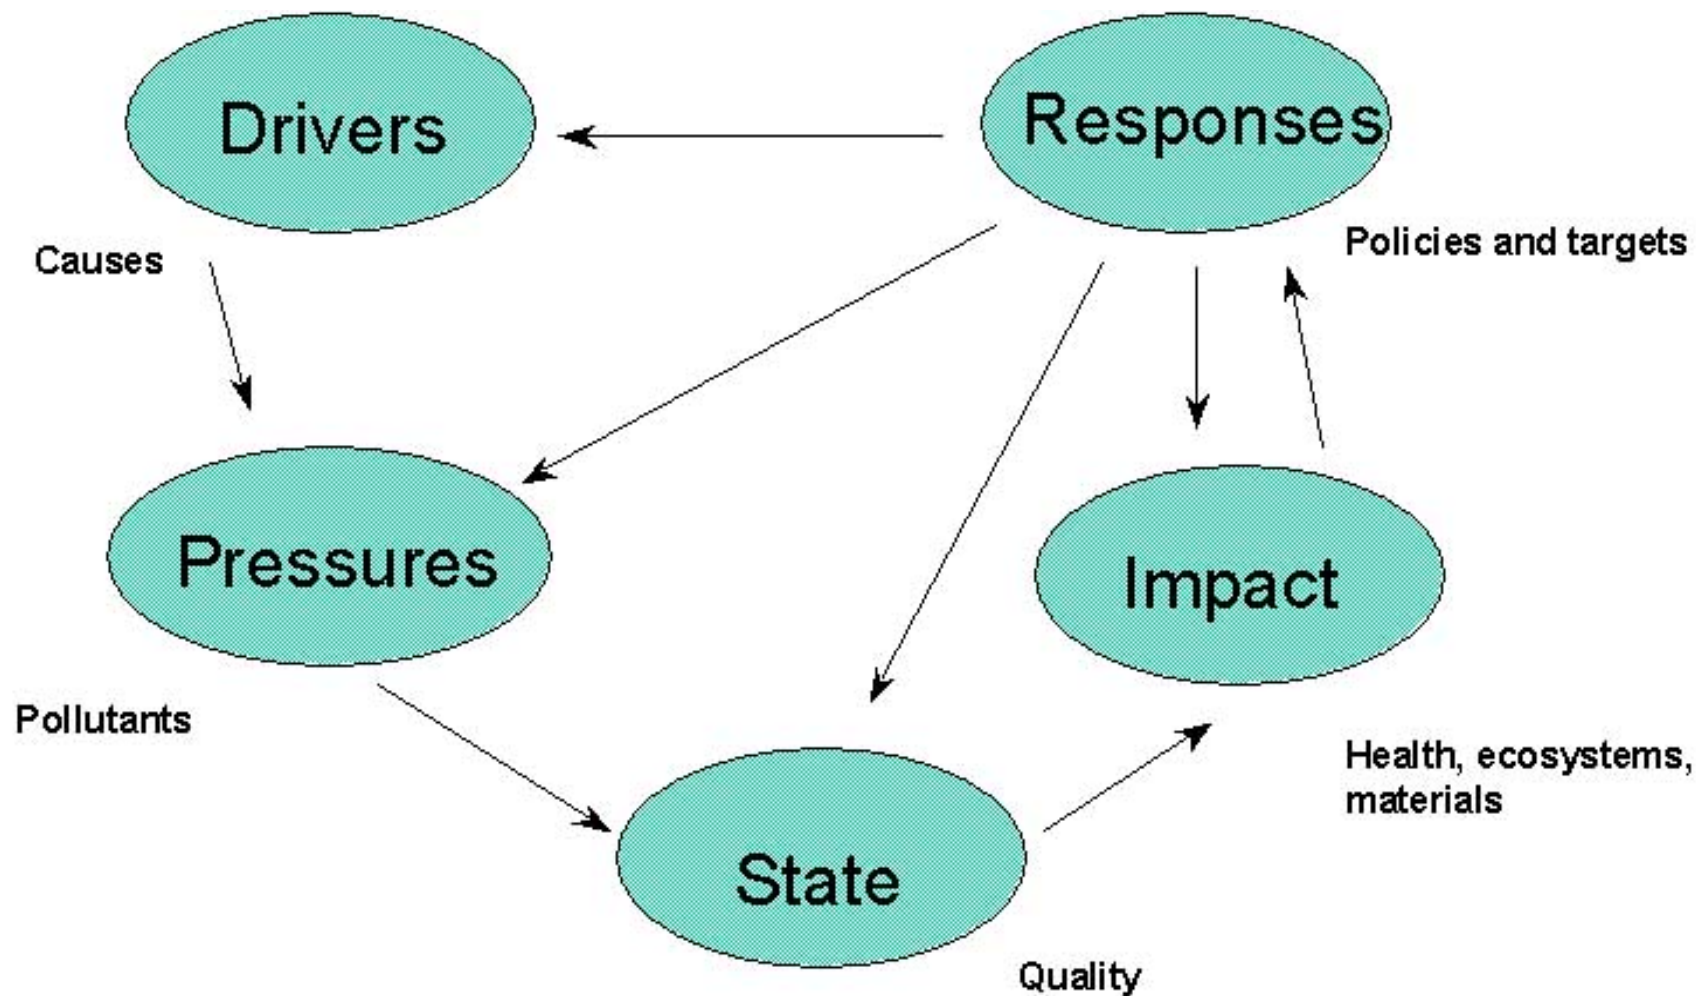 Drivers
Responses
Causes
Policies and targets
Pressures
Impact
Pollutants
Health, ecosystems,
materials
State
Quality